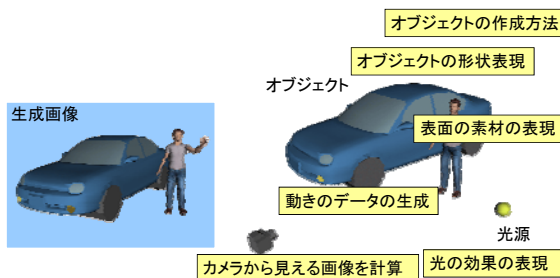 オブジェクトの作成方法
オブジェクトの形状表現
オブジェクト
生成画像
表面の素材の表現
動きのデータの生成
光源
カメラから見える画像を計算
光の効果の表現